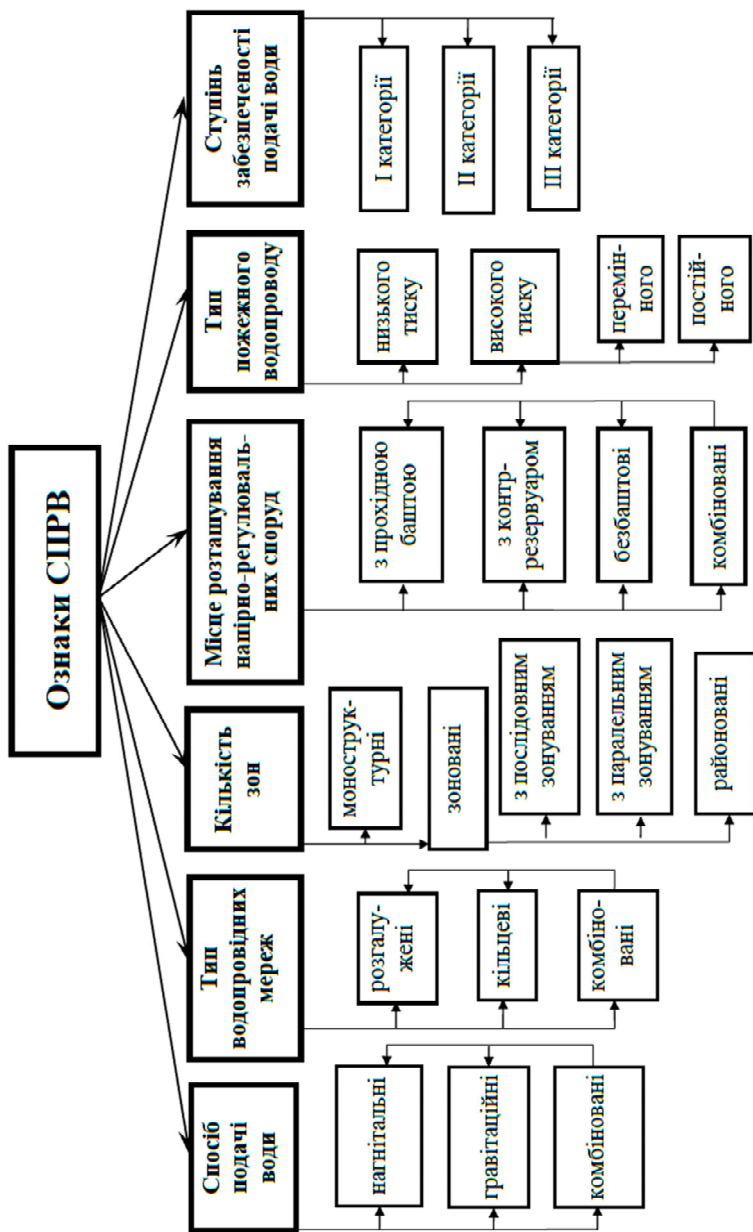 Ознаки СПРВ
Спосіб
подачі
води
нагнітальні
гравітаційні
комбіновані
Тип
водопровідних
мереж
розгалу-
жені
кільцеві
комбіно-
вані
Кількість
зон
моноструk-
турні
зоновані
з послідовним
зонуванням
з паралельним
зонуванням
районовані
Місце розташування
напірно-регулюваль-
них споруд
з прохідною
баштою
з контр-
резервуаром
безбаштові
комбіновані
Тип
пожежного
водопроводу
низького
тиску
високого
тиску
перемін-
ного
постій-
ного
Ступінь
забезпеченості
подачі води
I категорії
II категорії
III категорії